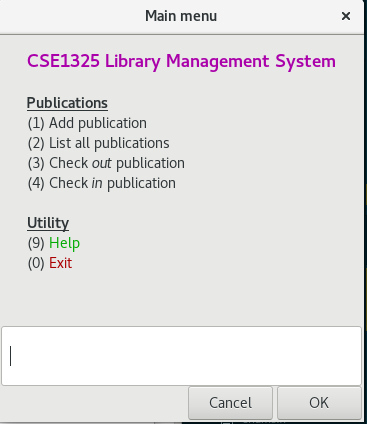 Main menu ×
CSE1325 Library Management System
Publications
(1) Add publication
(2) List all publications
(3) Check out publication
(4) Check in publication
Utility
(9) Help
(0) Exit
Cancel OK